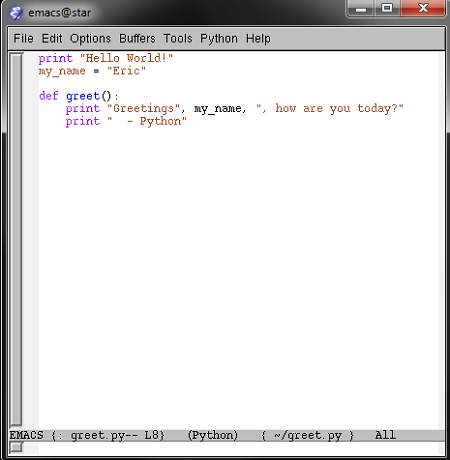 emacs@star
File Edit Options Buffers Tools Python Help
print "Hello World!"
my_name = "Eric"
def greet():
    print "Greetings", my_name, ", how are you today?"
    print "  - Python"
EMACS {: greet.py-- L8}   (Python)   { ~/greet.py }   All